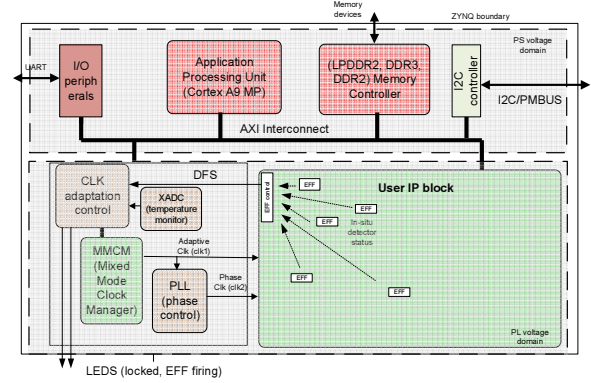 Memory
devices
ZYNQ boundary
PS voltage
domain
UART
I/O
periph
erals
Application
Processing Unit
(Cortex A9 MP)
(LPDDR2, DDR3,
DDR2) Memory
Controller
I2C
controller
I2C/PMBUS
AXI Interconnect
CLK
adaptation
control
DFS
XADC
(temperature
monitor)
EFF control
EFF
User IP block
EFF
EFF
In-situ
detector
status
MMCM
(Mixed
Mode
Clock
Manager)
Adaptive
Clk (clk1)
PLL
(phase
control)
Phase
Clk (clk2)
EFF
EFF
PL voltage
domain
LEDS (locked, EFF firing)